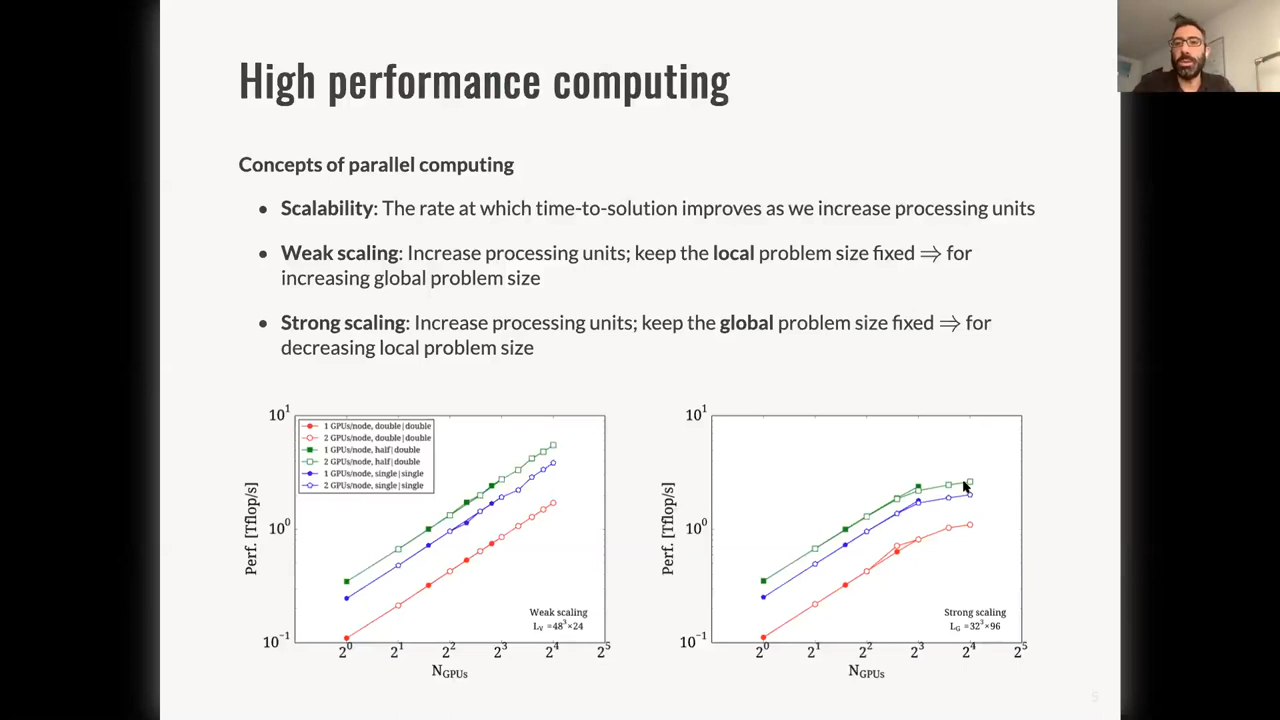 High performance computing
Concepts of parallel computing
• Scalability: The rate at which time-to-solution improves as we increase processing units
• Weak scaling: Increase processing units; keep the local problem size fixed ⇒ for
increasing global problem size
• Strong scaling: Increase processing units; keep the global problem size fixed ⇒ for
decreasing local problem size
10¹
10⁰
10⁻¹
Perf. [Tflop/s]
1 GPUs/node, double|double
2 GPUs/node, double|double
1 GPUs/node, half|double
2 GPUs/node, half|double
1 GPUs/node, single|single
2 GPUs/node, single|single
Weak scaling
Lᵥ =48³×24
2⁰ 2¹ 2² 2³ 2⁴ 2⁵
N_GPUs
10¹
10⁰
10⁻¹
Perf. [Tflop/s]
Strong scaling
L_G =32³×96
2⁰ 2¹ 2² 2³ 2⁴ 2⁵
N_GPUs
5